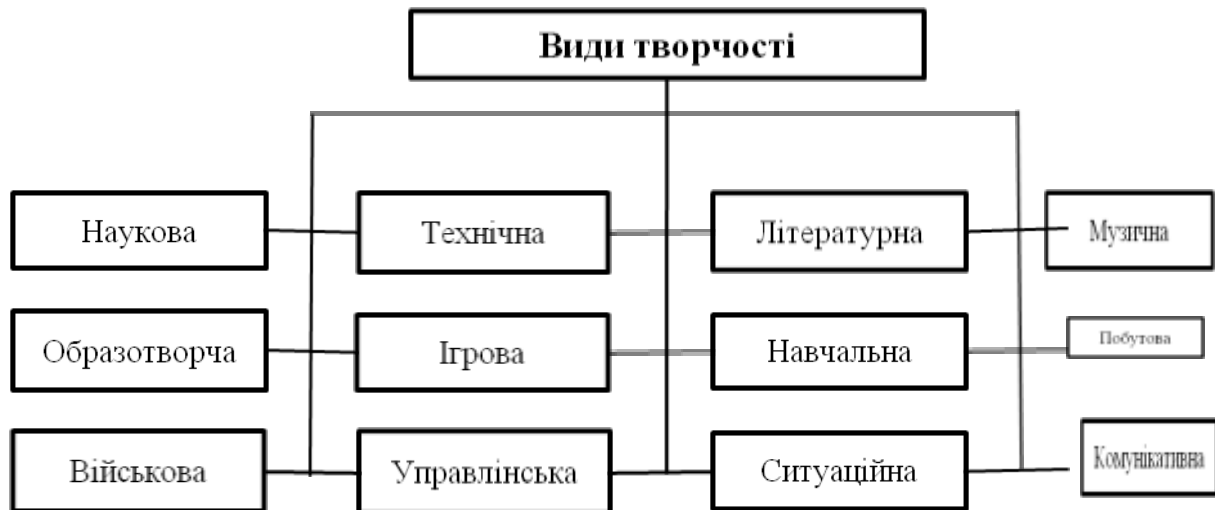 Види творчості
Наукова
Технічна
Літературна
Музична
Образотворча
Ігрова
Навчальна
Побутова
Військова
Управлінська
Ситуаційна
Комунікативна